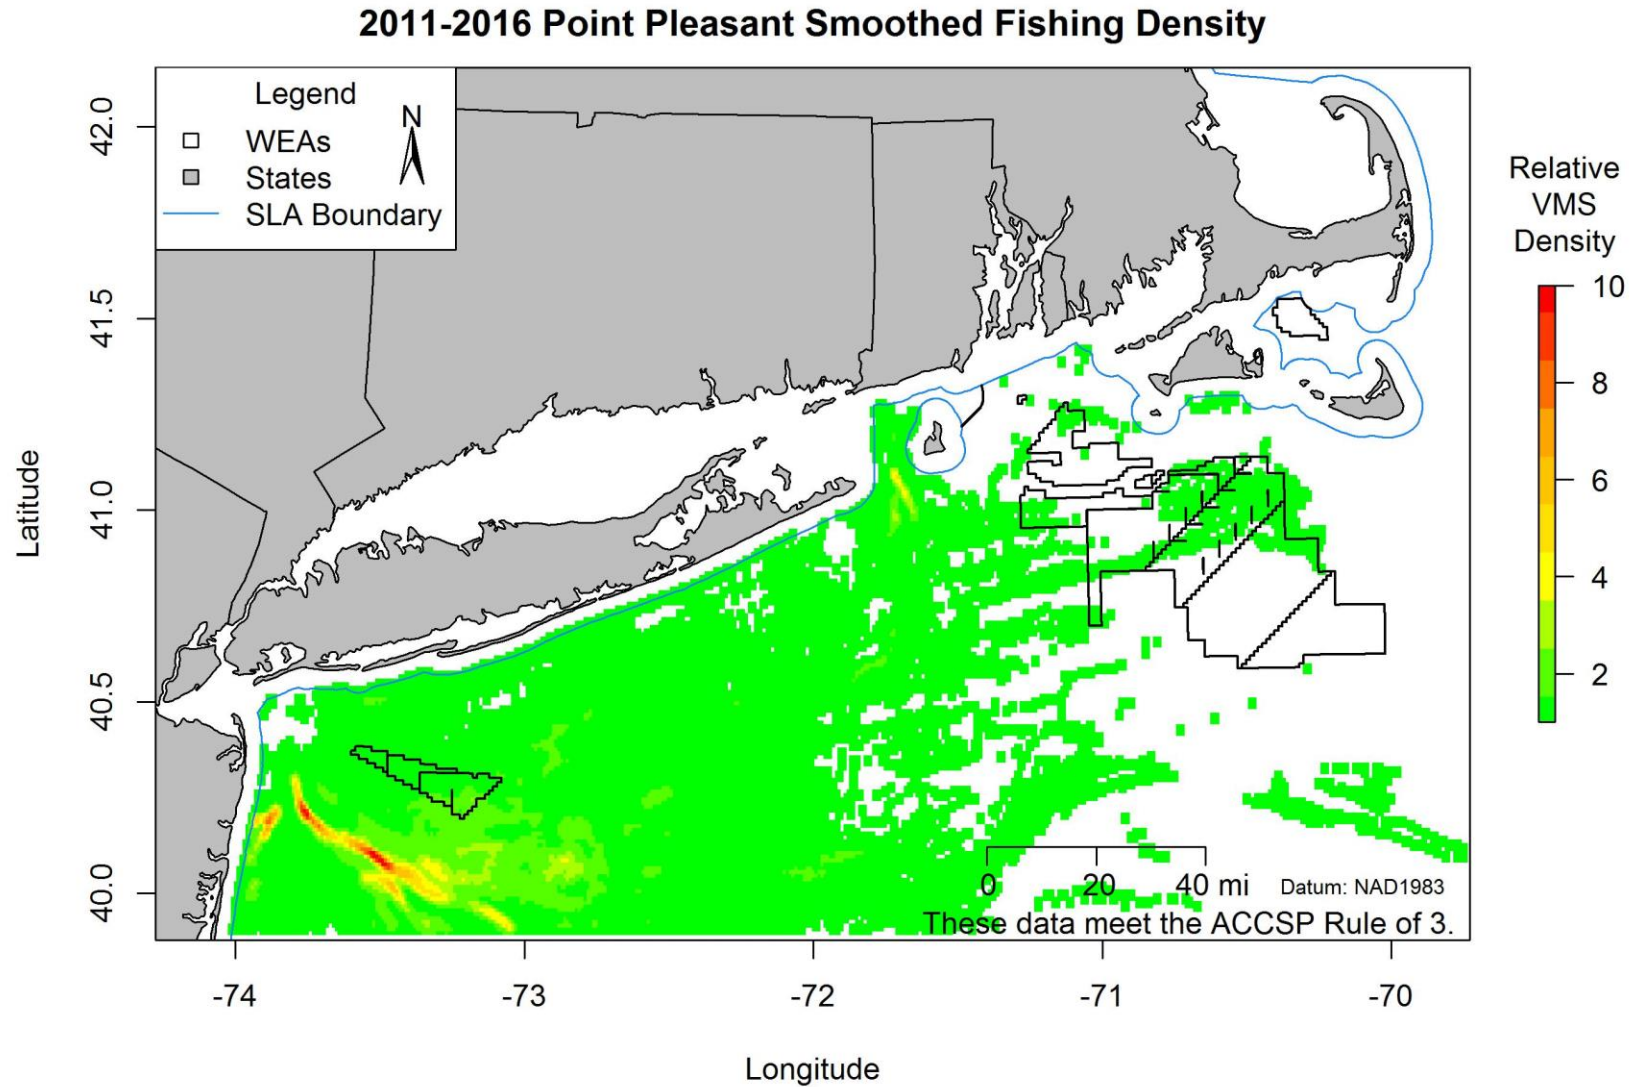 2011-2016 Point Pleasant Smoothed Fishing Density
Legend
N
WEAs
States
SLA Boundary
Relative
VMS
Density
10
8
6
4
2
Latitude
42.0
41.5
41.0
40.5
40.0
0 20 40 mi
Datum: NAD1983
These data meet the ACCSP Rule of 3.
-74 -73 -72 -71 -70
Longitude